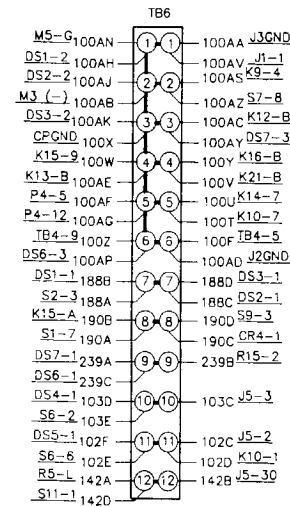 TB6
M5-G 100AN 1 1 100AA J3GND
DS1-2 100AH 100AV J1-1
DS2-2 100AJ 2 2 100AS K9-4
M3 (-) 100AB 100AZ S7-8
DS3-2 100AK 3 3 100AC K12-B
CPGND 100X 100AY DS7-3
K15-9 100W 4 4 100Y K16-B
K13-B 100AE 100V K21-B
P4-5 100AF 5 5 100U K14-7
P4-12 100AG 100T K10-7
TB4-9 100Z 6 6 100F TB4-5
DS6-3 100AP 100AD J2GND
DS1-1 188B 7 7 188D DS3-1
S2-3 188A 188C DS2-1
K15-A 190B 8 8 190D S9-3
S1-7 190A 190C CR4-1
DS7-1 239A 9 9 239B R15-2
DS6-1 239C
DS4-1 103D 10 10 103C J5-3
S6-2 103E
DS5-1 102F 11 11 102C J5-2
S6-6 102E 102D K10-1
R5-L 142A 12 12 142B J5-30
S11-1 142D